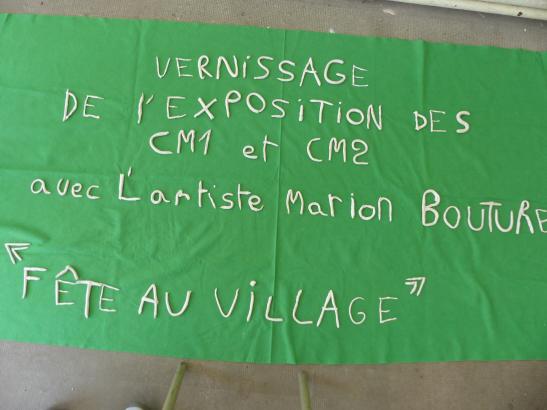 VERNISSAGE
DE l'EXPOSITION DES
CM1 et CM2
avec L'artiste Marion BOUTURE
"FÊTE AU VILLAGE"